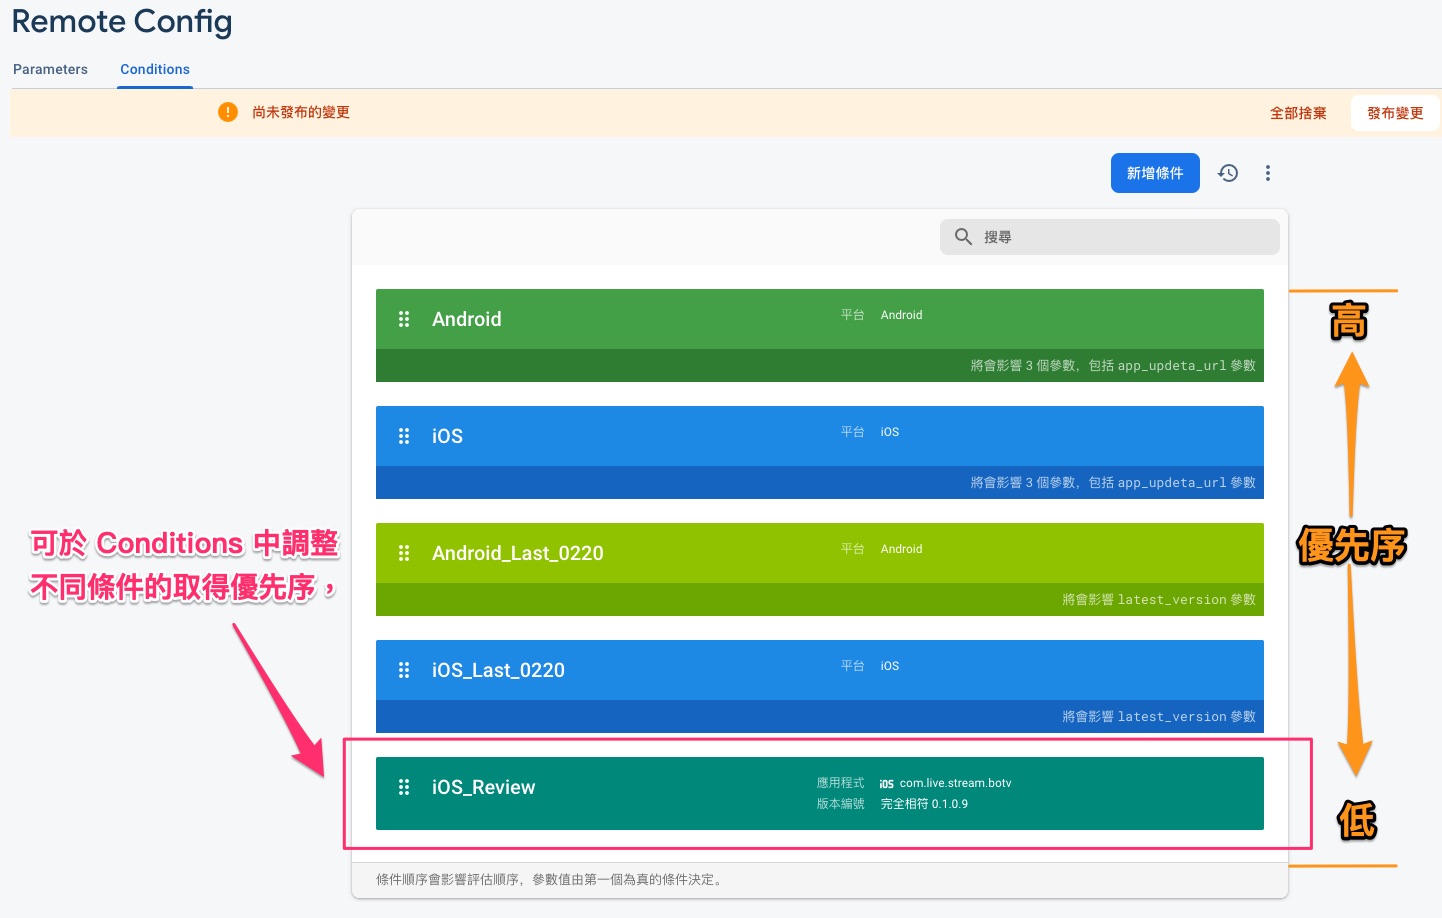 Remote Config
Parameters
Conditions
尚未發布的變更
全部捨棄
發布變更
新增條件
搜尋
Android
平台 Android
將會影響 3 個參數，包括 app_updeta_url 參數
iOS
平台 iOS
將會影響 3 個參數，包括 app_updeta_url 參數
Android_Last_0220
平台 Android
將會影響 latest_version 參數
iOS_Last_0220
平台 iOS
將會影響 latest_version 參數
iOS_Review
應用程式 iOS com.live.stream.botv
版本編號 完全相符 0.1.0.9
條件順序會影響評估順序，參數值由第一個為真的條件決定。
可於 Conditions 中調整
不同條件的取得優先序，
高
優先序
低